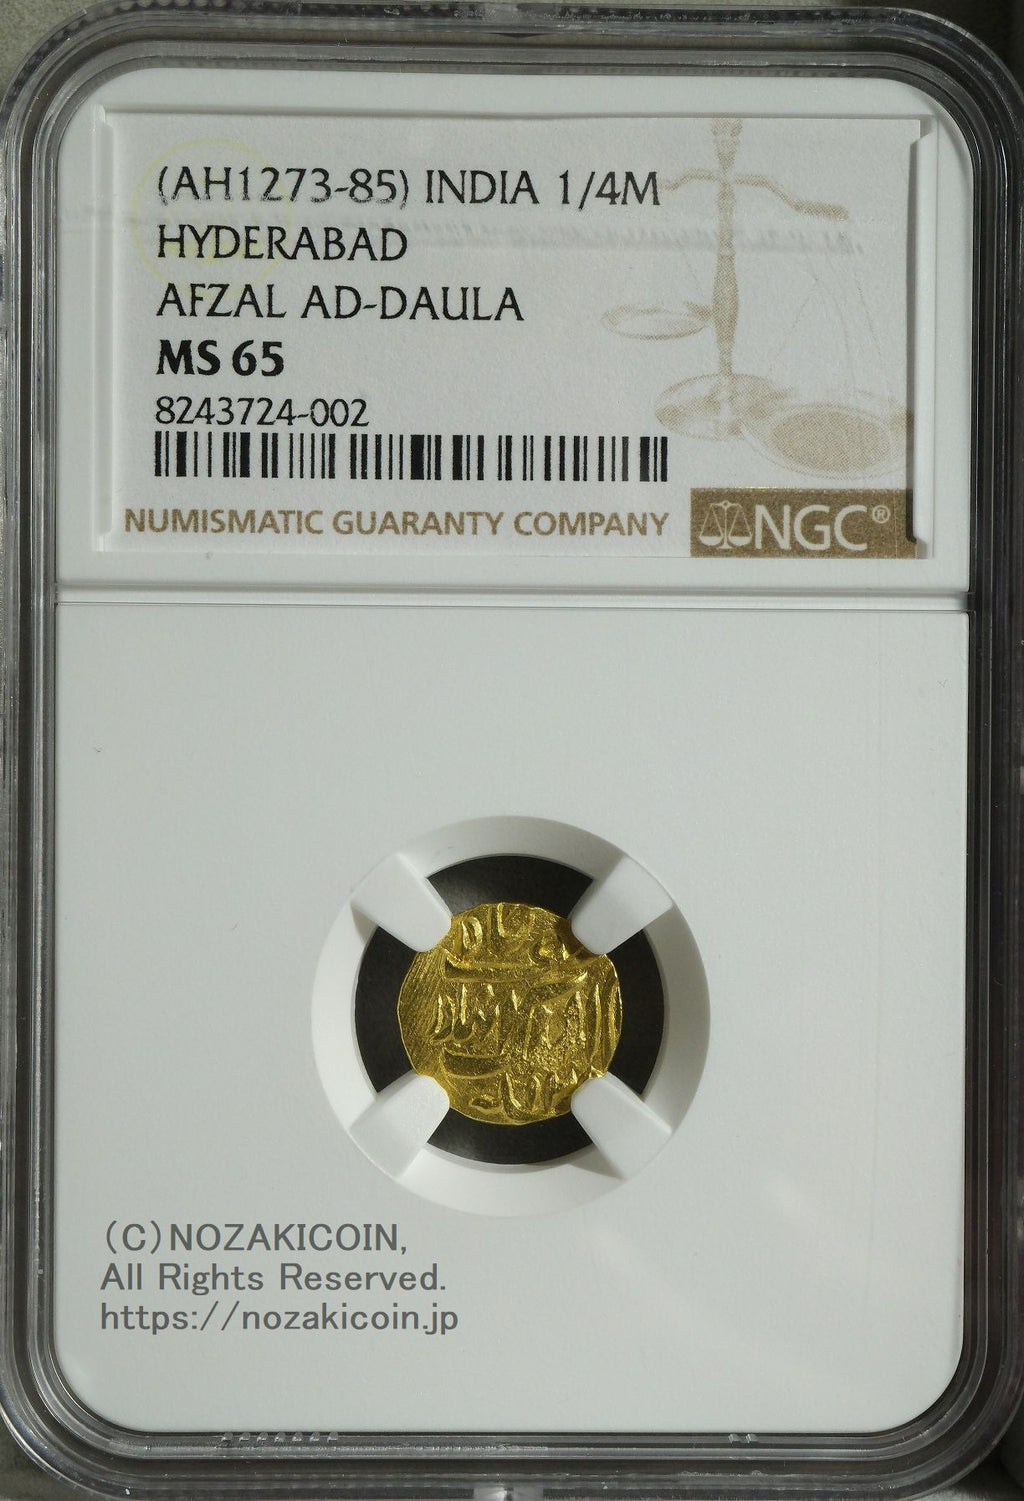 (AH1273-85) INDIA 1/4M
HYDERABAD
AFZAL AD-DAULA
MS 65
8243724-002
NUMISMATIC GUARANTY COMPANY
NGC®
(C)NOZAKICOIN,
All Rights Reserved.
https://nozakicoin.jp